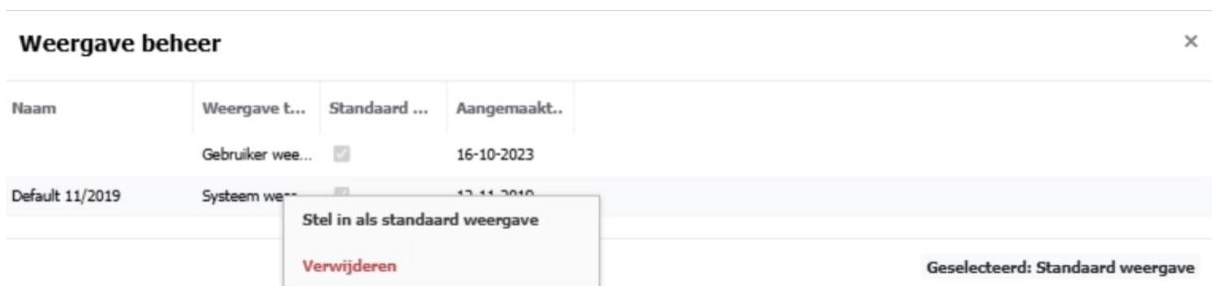 Weergave beheer ×
Naam Weergave t... Standaard ... Aangemaakt..
Gebruiker wee... 16-10-2023
Default 11/2019 Systeem
Stel in als standaard weergave
Verwijderen
Geselecteerd: Standaard weergave